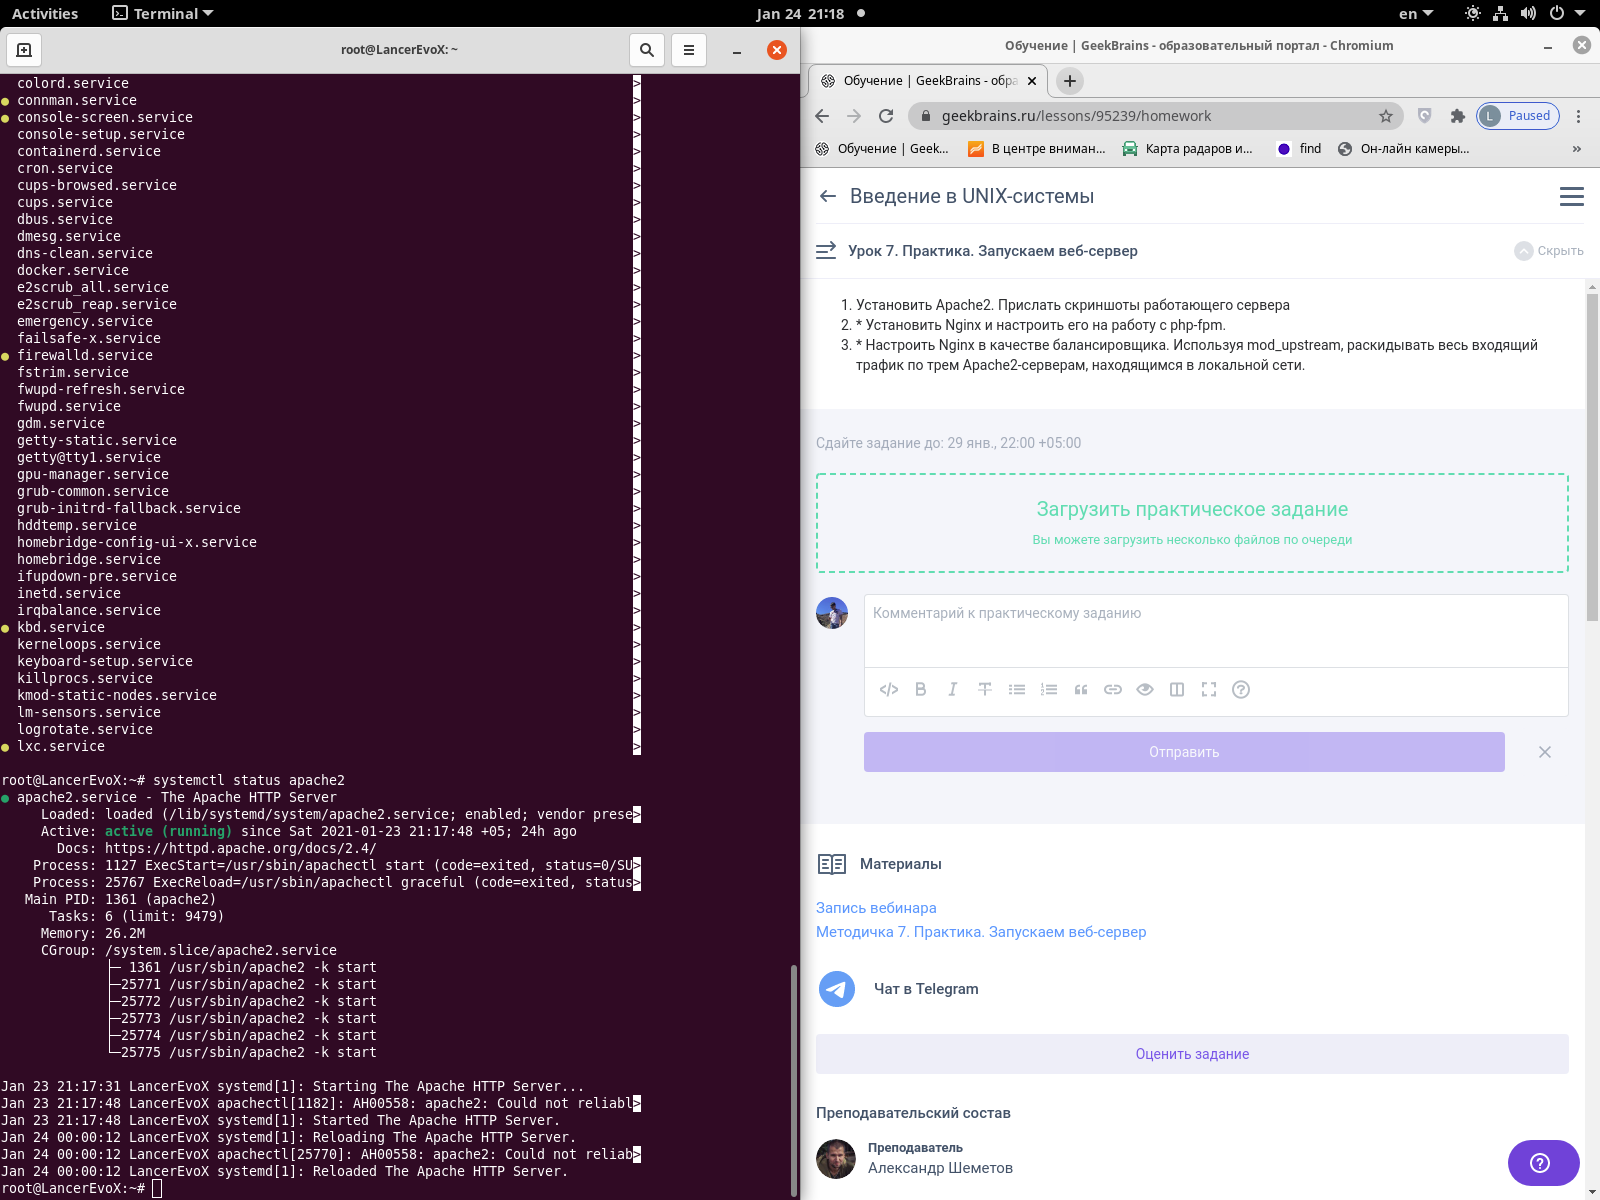 Activities
Terminal
Jan 24 21:18
en
root@LancerEvoX: ~
colord.service >
connman.service >
console-screen.service >
console-setup.service >
containerd.service >
cron.service >
cups-browsed.service >
cups.service >
dbus.service >
dmesg.service >
dns-clean.service >
docker.service >
e2scrub_all.service >
e2scrub_reap.service >
emergency.service >
failsafe-x.service >
firewalld.service >
fstrim.service >
fwupd-refresh.service >
fwupd.service >
gdm.service >
getty-static.service >
getty@tty1.service >
gpu-manager.service >
grub-common.service >
grub-initrd-fallback.service >
hddtemp.service >
homebridge-config-ui-x.service >
homebridge.service >
ifupdown-pre.service >
inetd.service >
irqbalance.service >
kbd.service >
kerneloops.service >
keyboard-setup.service >
killprocs.service >
kmod-static-nodes.service >
lm-sensors.service >
logrotate.service >
lxc.service >
root@LancerEvoX:~# systemctl status apache2
apache2.service - The Apache HTTP Server
Loaded: loaded (/lib/systemd/system/apache2.service; enabled; vendor prese>
Active: active (running) since Sat 2021-01-23 21:17:48 +05; 24h ago
Docs: https://httpd.apache.org/docs/2.4/
Process: 1127 ExecStart=/usr/sbin/apachectl start (code=exited, status=0/SU>
Process: 25767 ExecReload=/usr/sbin/apachectl graceful (code=exited, status>
Main PID: 1361 (apache2)
Tasks: 6 (limit: 9479)
Memory: 26.2M
CGroup: /system.slice/apache2.service
├─ 1361 /usr/sbin/apache2 -k start
├─25771 /usr/sbin/apache2 -k start
├─25772 /usr/sbin/apache2 -k start
├─25773 /usr/sbin/apache2 -k start
├─25774 /usr/sbin/apache2 -k start
└─25775 /usr/sbin/apache2 -k start
Jan 23 21:17:31 LancerEvoX systemd[1]: Starting The Apache HTTP Server...
Jan 23 21:17:48 LancerEvoX apachectl[1182]: AH00558: apache2: Could not reliabl>
Jan 23 21:17:48 LancerEvoX systemd[1]: Started The Apache HTTP Server.
Jan 24 00:00:12 LancerEvoX systemd[1]: Reloading The Apache HTTP Server.
Jan 24 00:00:12 LancerEvoX apachectl[25770]: AH00558: apache2: Could not reliab>
Jan 24 00:00:12 LancerEvoX systemd[1]: Reloaded The Apache HTTP Server.
root@LancerEvoX:~#
Обучение | GeekBrains - образовательный портал - Chromium
Обучение | GeekBrains - обра
geekbrains.ru/lessons/95239/homework
L Paused
Обучение | Geek...
В центре вниман...
Карта радаров и...
find
Он-лайн камеры...
»
Введение в UNIX-системы
Урок 7. Практика. Запускаем веб-сервер
Скрыть
1. Установить Apache2. Прислать скриншоты работающего сервера
2. * Установить Nginx и настроить его на работу с php-fpm.
3. * Настроить Nginx в качестве балансировщика. Используя mod_upstream, раскидывать весь входящий
трафик по трем Apache2-серверам, находящимся в локальной сети.
Сдайте задание до: 29 янв., 22:00 +05:00
Загрузить практическое задание
Вы можете загрузить несколько файлов по очереди
Комментарий к практическому заданию
Отправить
Материалы
Запись вебинара
Методичка 7. Практика. Запускаем веб-сервер
Чат в Telegram
Оценить задание
Преподавательский состав
Преподаватель
Александр Шеметов